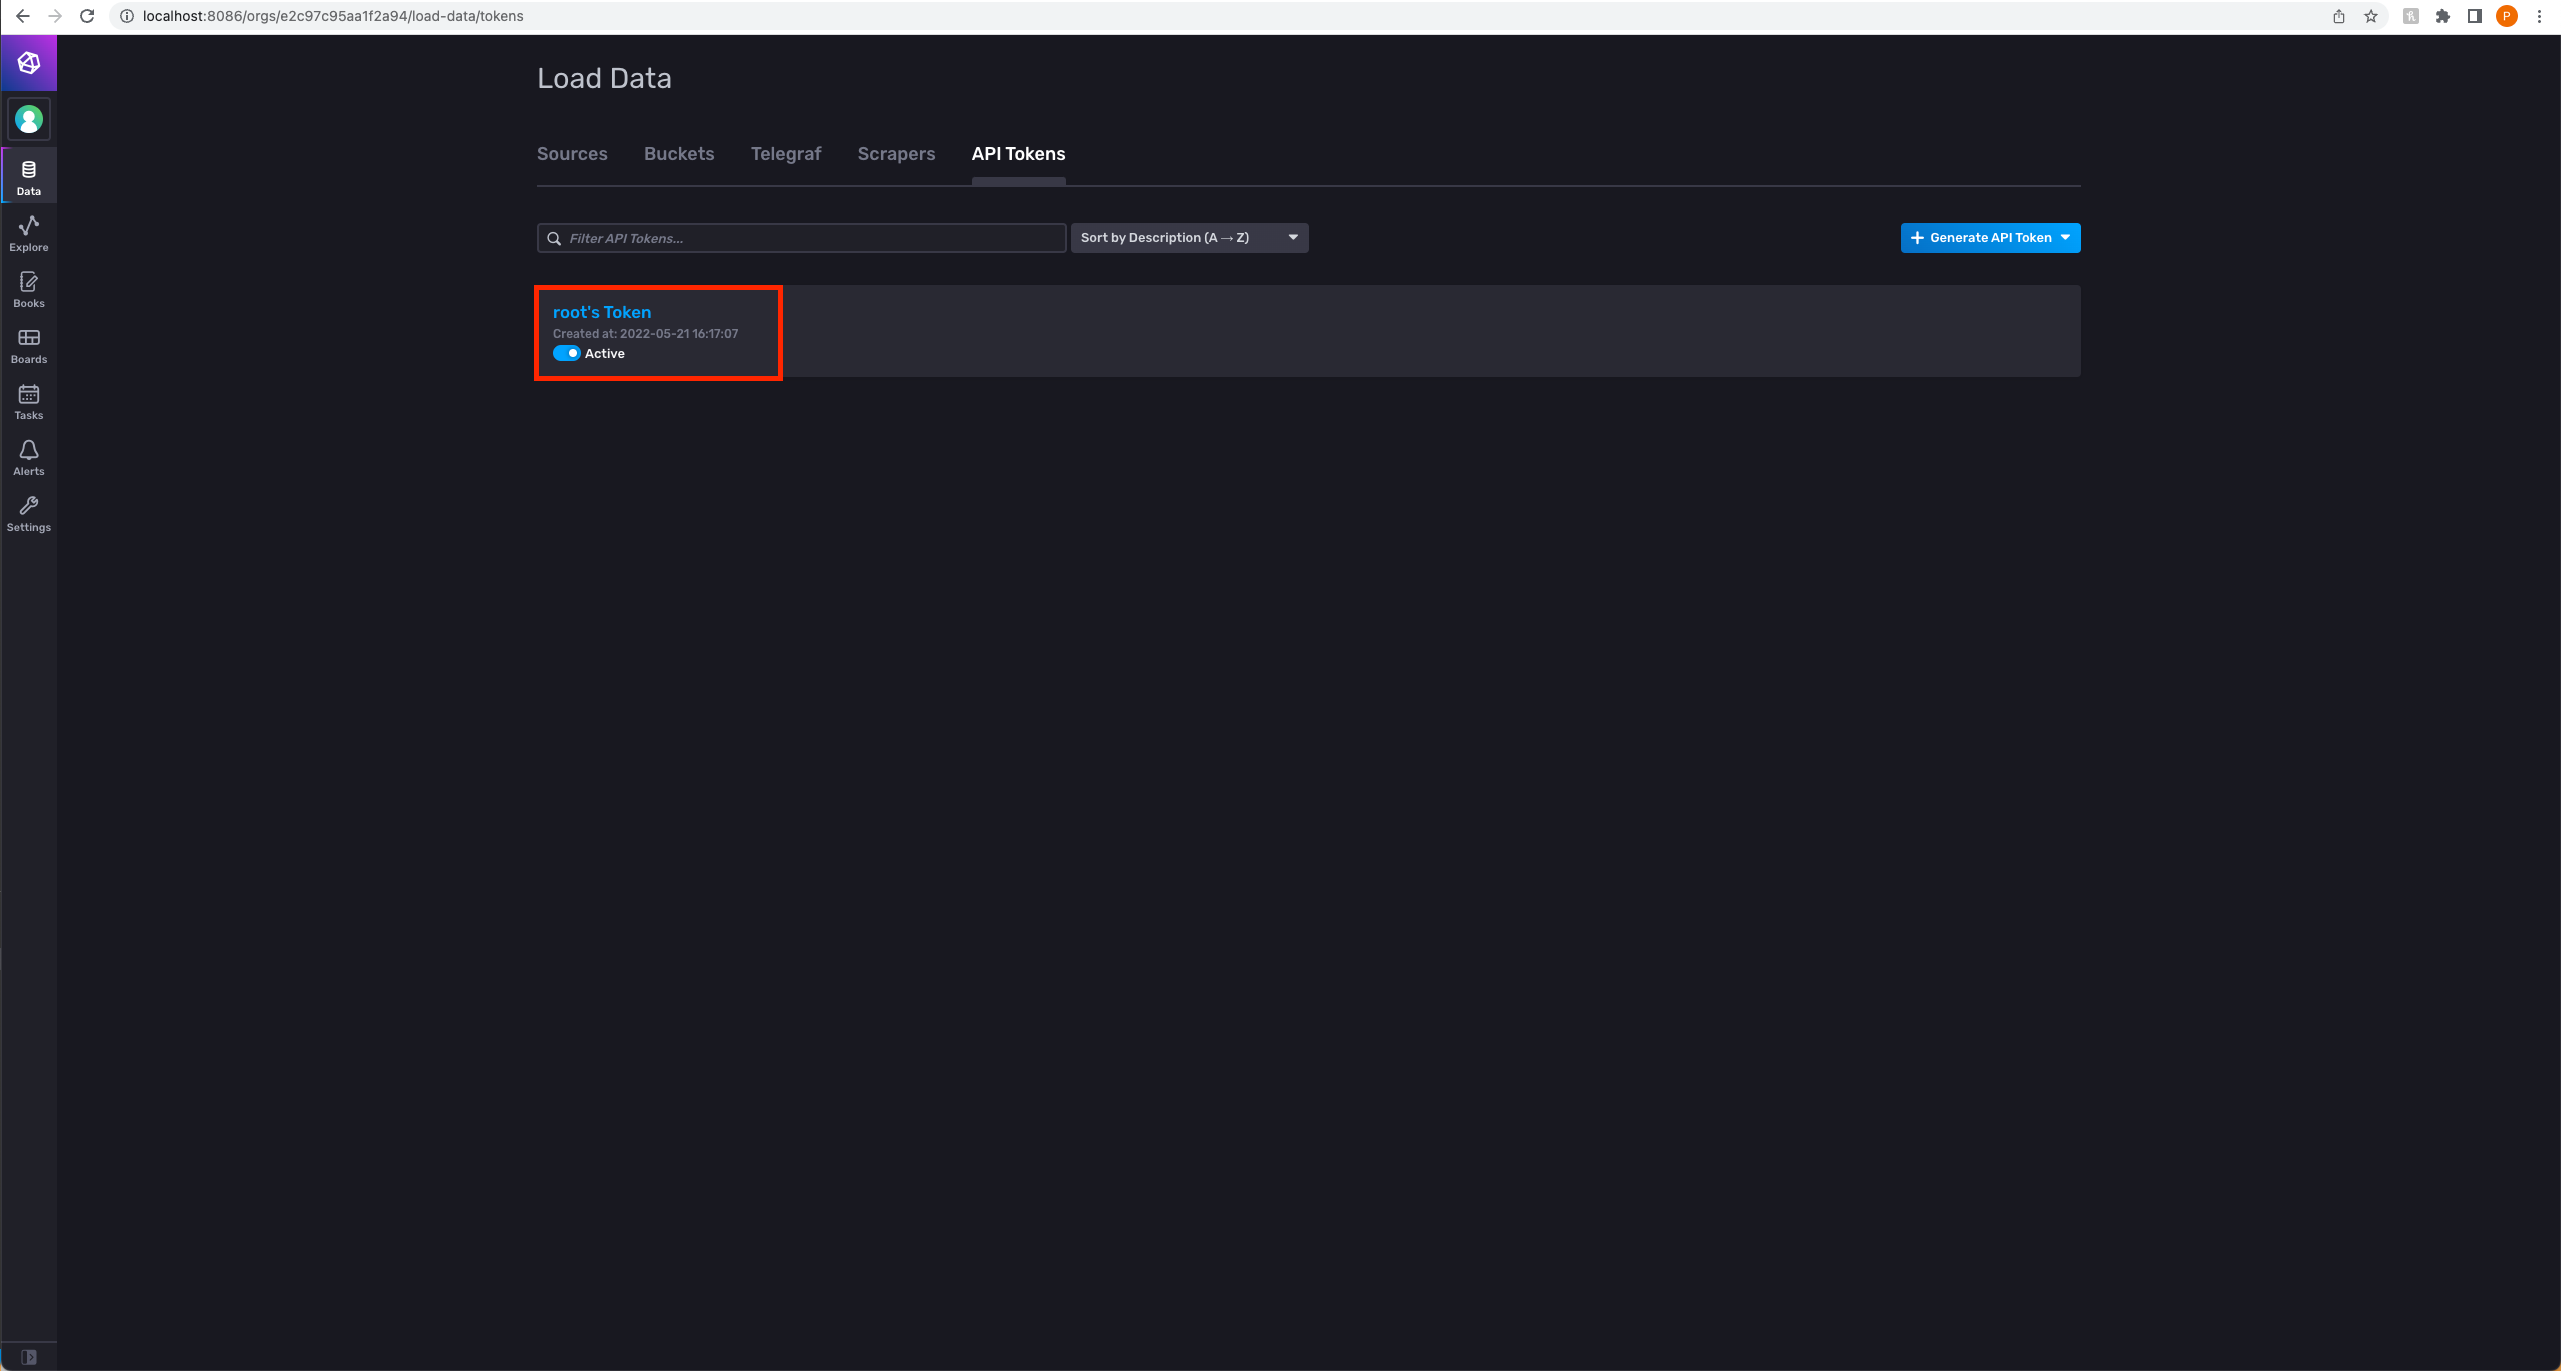 localhost:8086/orgs/e2c97c95aa1f2a94/load-data/tokens
P
Load Data
Sources Buckets Telegraf Scrapers API Tokens
Filter API Tokens...
Sort by Description (A → Z)
+ Generate API Token
root's Token
Created at: 2022-05-21 16:17:07
Active
Data
Explore
Books
Boards
Tasks
Alerts
Settings